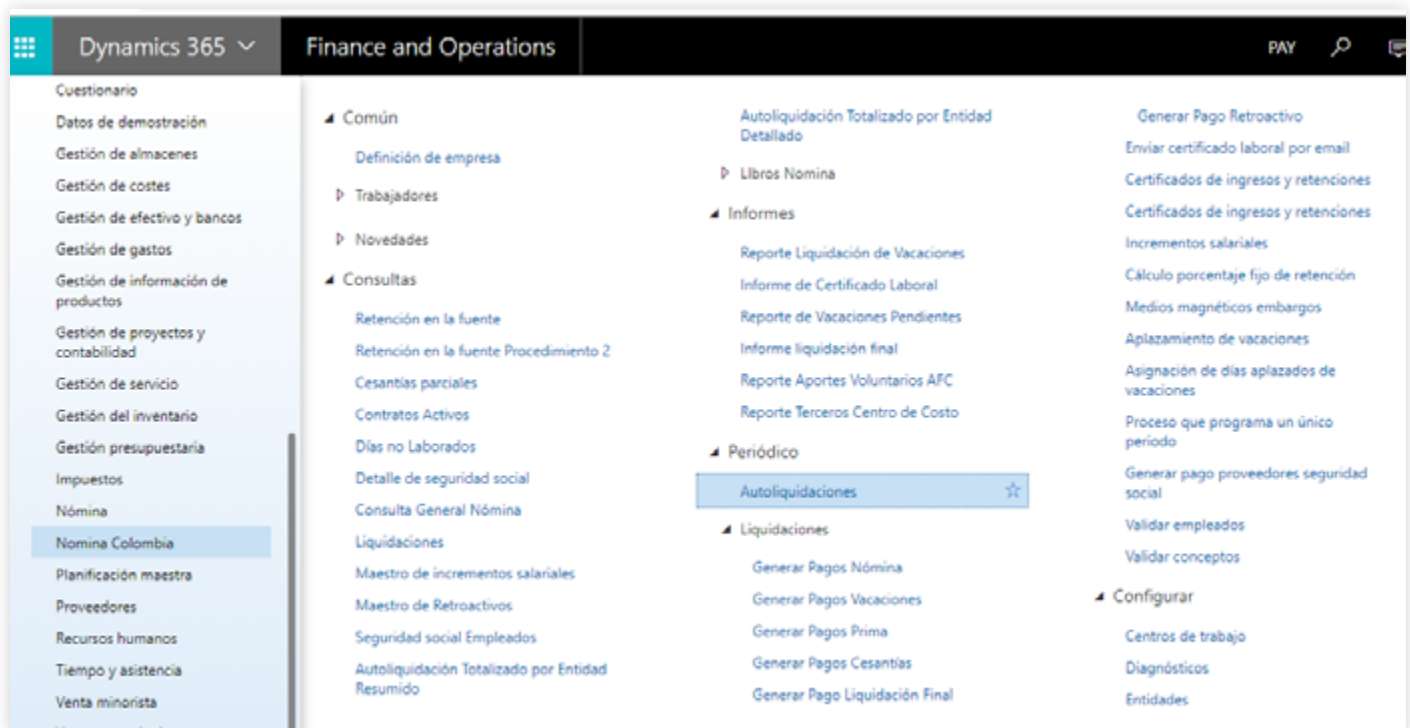 Dynamics 365
Finance and Operations
PAY
Cuestionario
Datos de demostración
Gestión de almacenes
Gestión de costes
Gestión de efectivo y bancos
Gestión de gastos
Gestión de información de
productos
Gestión de proyectos y
contabilidad
Gestión de servicio
Gestión del inventario
Gestión presupuestaria
Impuestos
Nómina
Nomina Colombia
Planificación maestra
Proveedores
Recursos humanos
Tiempo y asistencia
Venta minorista
Común
Definición de empresa
Trabajadores
Novedades
Consultas
Retención en la fuente
Retención en la fuente Procedimiento 2
Cesantías parciales
Contratos Activos
Días no Laborados
Detalle de seguridad social
Consulta General Nómina
Liquidaciones
Maestro de incrementos salariales
Maestro de Retroactivos
Seguridad social Empleados
Autoliquidación Totalizado por Entidad
Resumido
Autoliquidación Totalizado por Entidad
Detallado
LIbros Nomina
Informes
Reporte Liquidación de Vacaciones
Informe de Certificado Laboral
Reporte de Vacaciones Pendientes
Informe liquidación final
Reporte Aportes Voluntarios AFC
Reporte Terceros Centro de Costo
Periódico
Autoliquidaciones
Liquidaciones
Generar Pagos Nómina
Generar Pagos Vacaciones
Generar Pagos Prima
Generar Pagos Cesantías
Generar Pago Liquidación Final
Generar Pago Retroactivo
Enviar certificado laboral por email
Certificados de ingresos y retenciones
Certificados de ingresos y retenciones
Incrementos salariales
Cálculo porcentaje fijo de retención
Medios magnéticos embargos
Aplazamiento de vacaciones
Asignación de días aplazados de
vacaciones
Proceso que programa un único
periodo
Generar pago proveedores seguridad
social
Validar empleados
Validar conceptos
Configurar
Centros de trabajo
Diagnósticos
Entidades